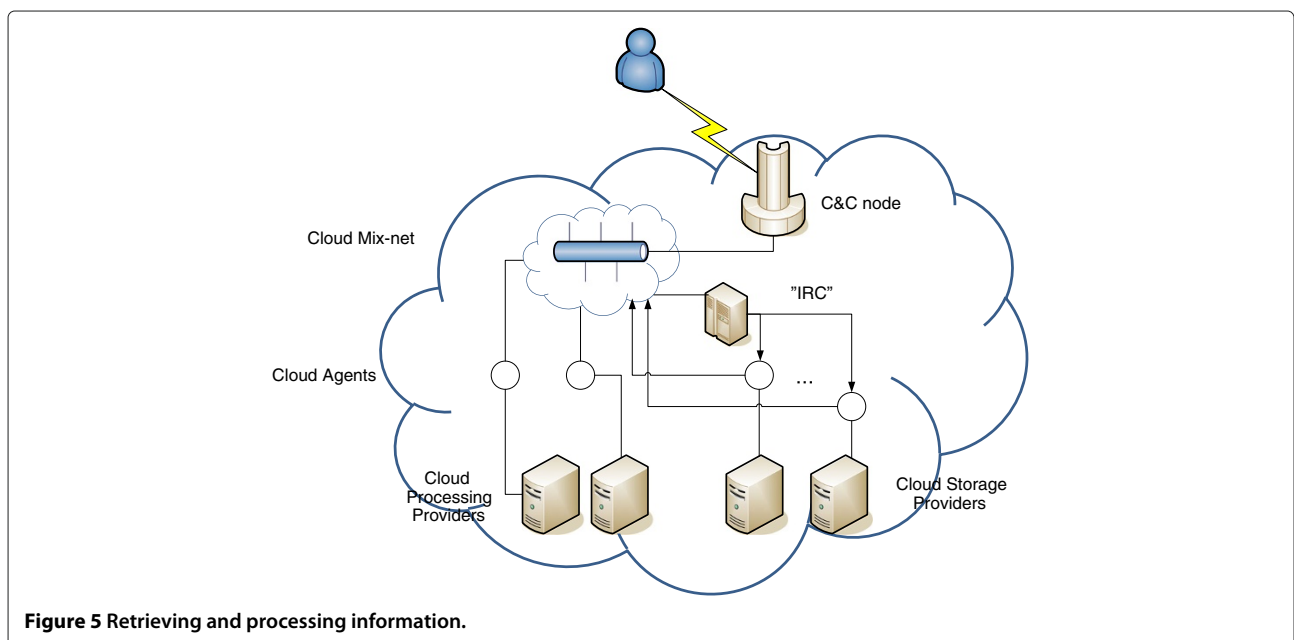 C&C node
Cloud Mix-net
”IRC”
Cloud Agents
...
Cloud
Processing
Providers
Cloud Storage
Providers
Figure 5 Retrieving and processing information.